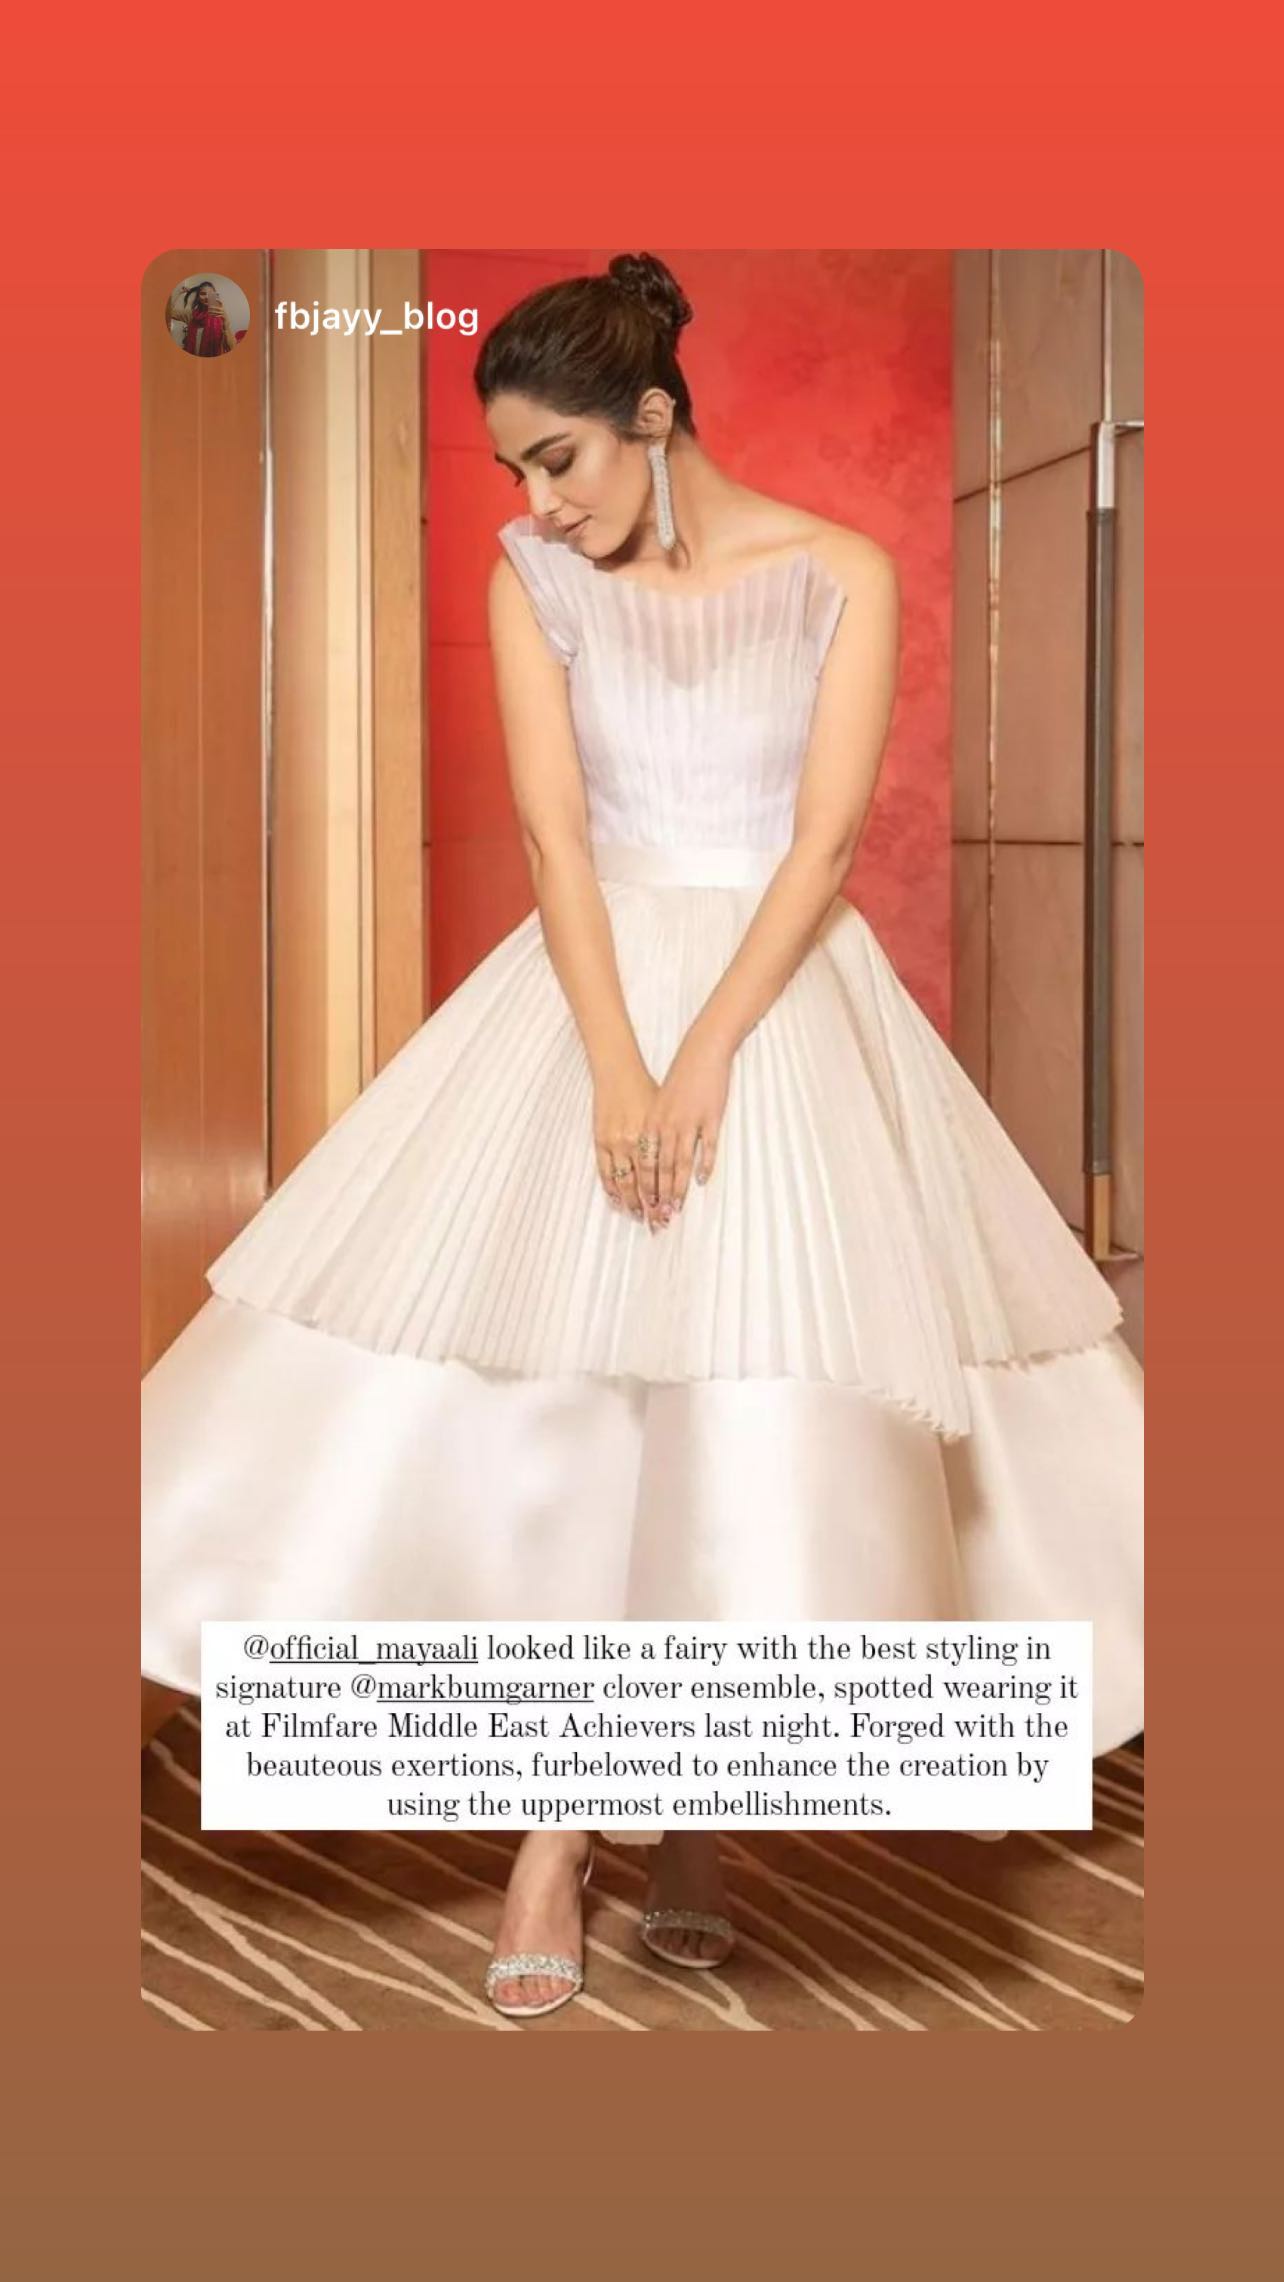 fbjayy_blog
@official_mayaali looked like a fairy with the best styling in
signature @markbumgarner clover ensemble, spotted wearing it
at Filmfare Middle East Achievers last night. Forged with the
beauteous exertions, furbelowed to enhance the creation by
using the uppermost embellishments.